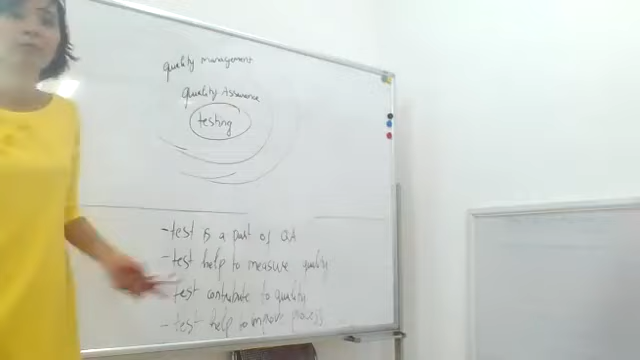 quality management
quality Assurance
testing
- test is a part of QA
- test help to measure quality
- test contribute to quality
- test help to improve process